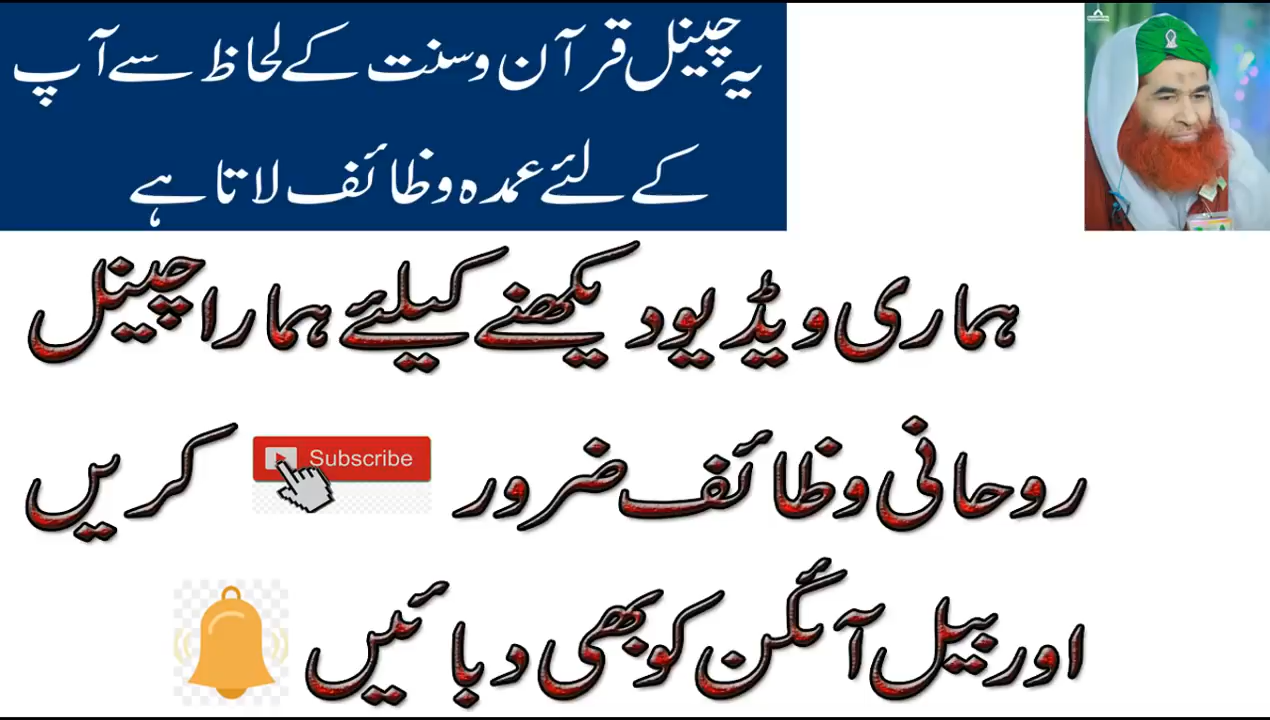 یہ چینل قرآن وسنت کے لحاظ سے آپ
کے لئے عمدہ وظائف لاتا ہے
ہماری ویڈیو دیکھنے کیلئے ہمارا چینل
روحانی وظائف ضرور Subscribe کریں
اور بیل آئگن کو بھی دبائیں